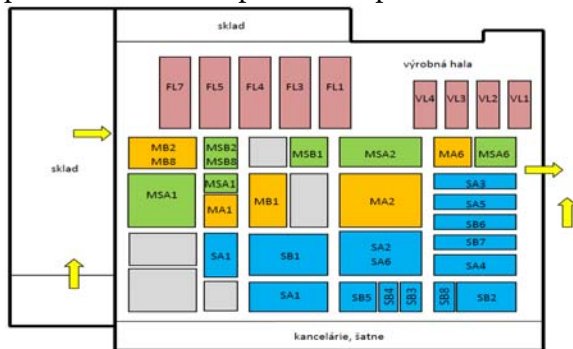 sklad
výrobná hala
FL7 FL5 FL4 FL3 FL1
VL4 VL3 VL2 VL1
MB2
MB8
MSB2
MSB8
MSB1
MSA2
MA6
MSA6
sklad
MSA1
MSA1
MA1
MB1
MA2
SA3
SA5
SB6
SA1
SB1
SA2
SA6
SB7
SA4
SA1
SB5
SB4
SB3
SB8
SB2
kancelárie, šatne